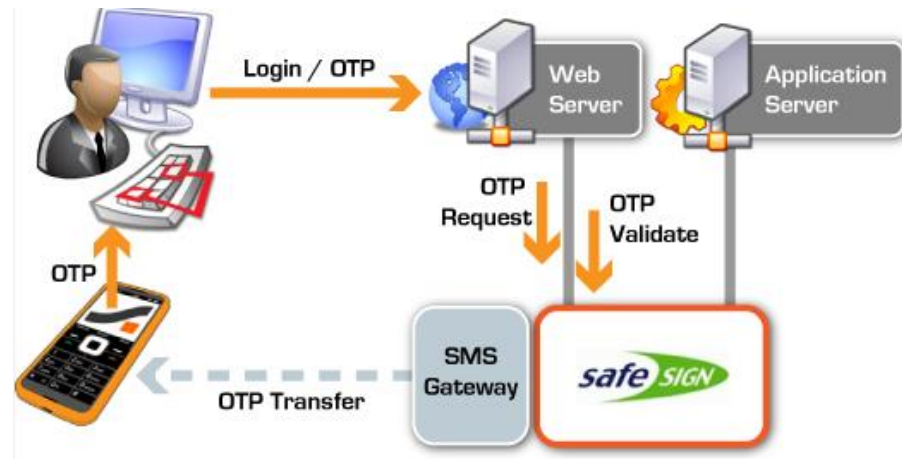 Login / OTP
Web
Server
Application
Server
OTP
Request
OTP
Validate
OTP
SMS
Gateway
safe SIGN
OTP Transfer